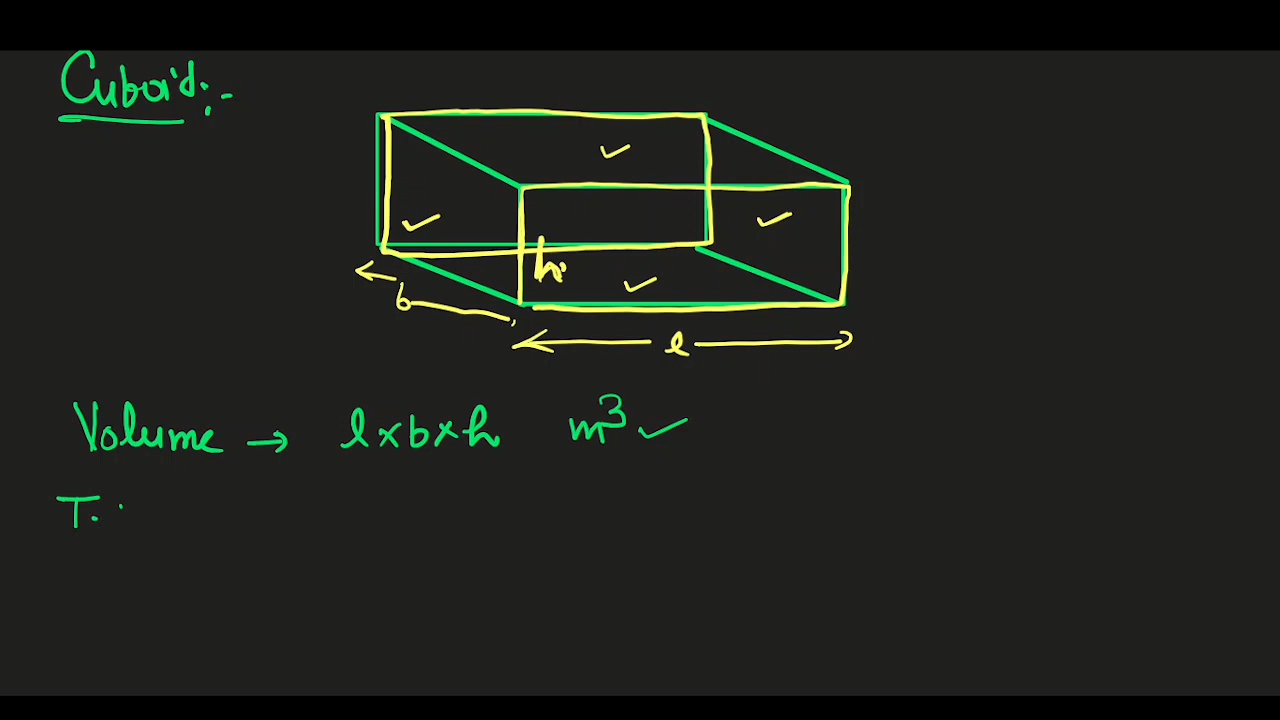 Cuboid:-
h
b
l
Volume → l×b×h m³ ✓
T.